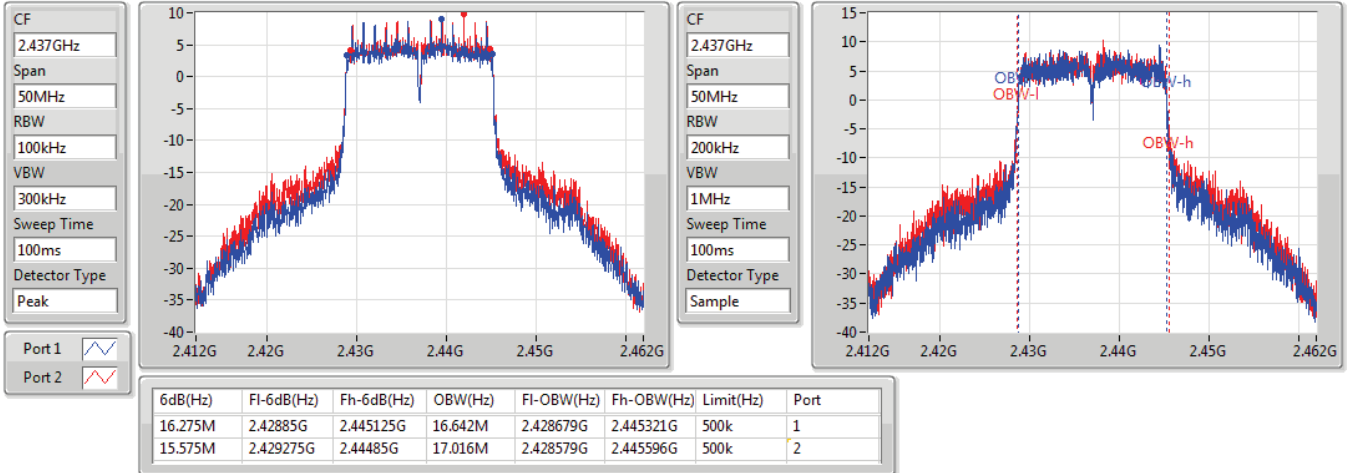 CF
2.437GHz
Span
50MHz
RBW
100kHz
VBW
300kHz
Sweep Time
100ms
Detector Type
Peak
Port 1
Port 2
10
5
0
-5
-10
-15
-20
-25
-30
-35
-40
2.412G 2.42G 2.43G 2.44G 2.45G 2.462G
CF
2.437GHz
Span
50MHz
RBW
200kHz
VBW
1MHz
Sweep Time
100ms
Detector Type
Sample
15
10
5
0
-5
-10
-15
-20
-25
-30
-35
-40
OBW-h
OBW-l
OBW-h
2.412G 2.42G 2.43G 2.44G 2.45G 2.462G
6dB(Hz) Fl-6dB(Hz) Fh-6dB(Hz) OBW(Hz) Fl-OBW(Hz) Fh-OBW(Hz) Limit(Hz) Port
16.275M 2.42885G 2.445125G 16.642M 2.428679G 2.445321G 500k 1
15.575M 2.429275G 2.44485G 17.016M 2.428579G 2.445596G 500k 2